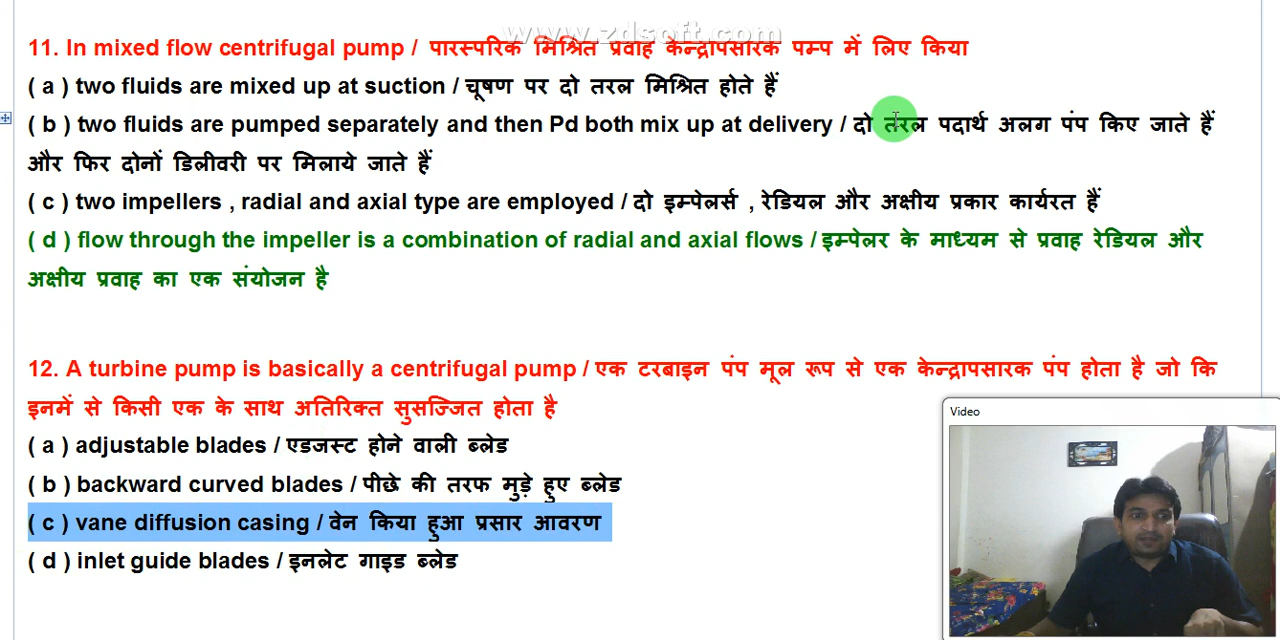 www.zdsoft.com
11. In mixed flow centrifugal pump / पारस्परिक मिश्रित प्रवाह केन्द्रापसारक पम्प में लिए किया
( a ) two fluids are mixed up at suction / चूषण पर दो तरल मिश्रित होते हैं
( b ) two fluids are pumped separately and then Pd both mix up at delivery / दो तरल पदार्थ अलग पंप किए जाते हैं
और फिर दोनों डिलीवरी पर मिलाये जाते हैं
( c ) two impellers , radial and axial type are employed / दो इम्पेलर्स , रेडियल और अक्षीय प्रकार कार्यरत हैं
( d ) flow through the impeller is a combination of radial and axial flows / इम्पेलर के माध्यम से प्रवाह रेडियल और
अक्षीय प्रवाह का एक संयोजन है
12. A turbine pump is basically a centrifugal pump / एक टरबाइन पंप मूल रूप से एक केन्द्रापसारक पंप होता है जो कि
इनमें से किसी एक के साथ अतिरिक्त सुसज्जित होता है
( a ) adjustable blades / एडजस्ट होने वाली ब्लेड
( b ) backward curved blades / पीछे की तरफ मुड़े हुए ब्लेड
( c ) vane diffusion casing / वेन किया हुआ प्रसार आवरण
( d ) inlet guide blades / इनलेट गाइड ब्लेड
Video